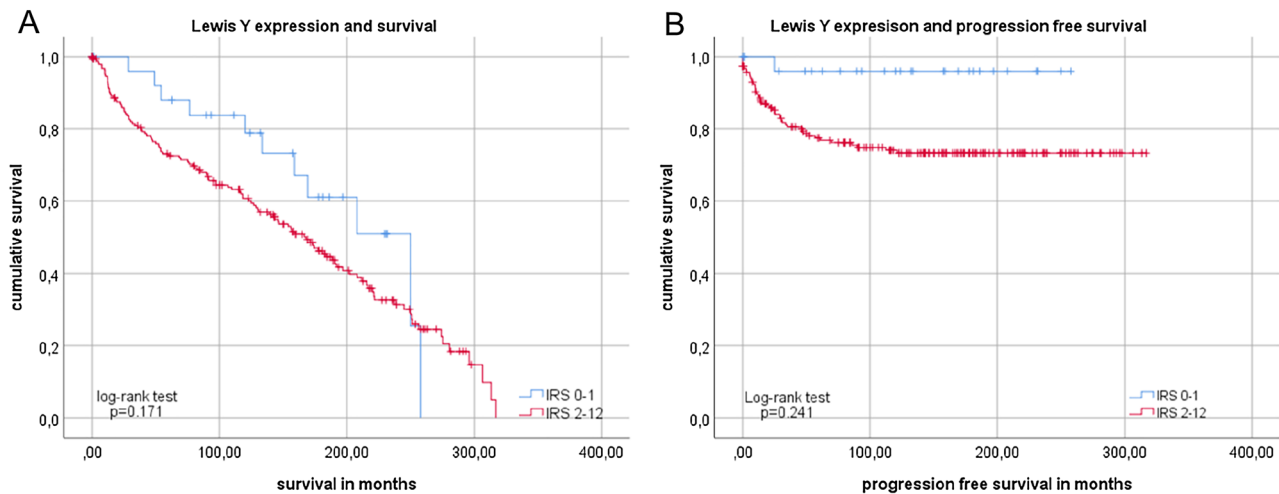 A
Lewis Y expression and survival
cumulative survival
1,0
0,8
0,6
0,4
0,2
0,0
log-rank test
p=0.171
IRS 0-1
IRS 2-12
,00
100,00
200,00
300,00
400,00
survival in months
B
Lewis Y expresison and progression free survival
cumulative survival
1,0
0,8
0,6
0,4
0,2
0,0
Log-rank test
p=0.241
IRS 0-1
IRS 2-12
,00
100,00
200,00
300,00
400,00
progression free survival in months